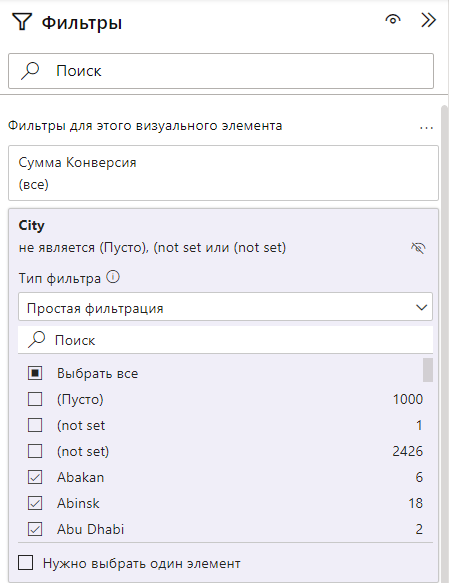 Фильтры
Поиск
Фильтры для этого визуального элемента
...
Сумма Конверсия
(все)
City
не является (Пусто), (not set или (not set)
Тип фильтра
Простая фильтрация
Поиск
Выбрать все
(Пусто) 1000
(not set 1
(not set) 2426
Abakan 6
Abinsk 18
Abu Dhabi 2
Нужно выбрать один элемент